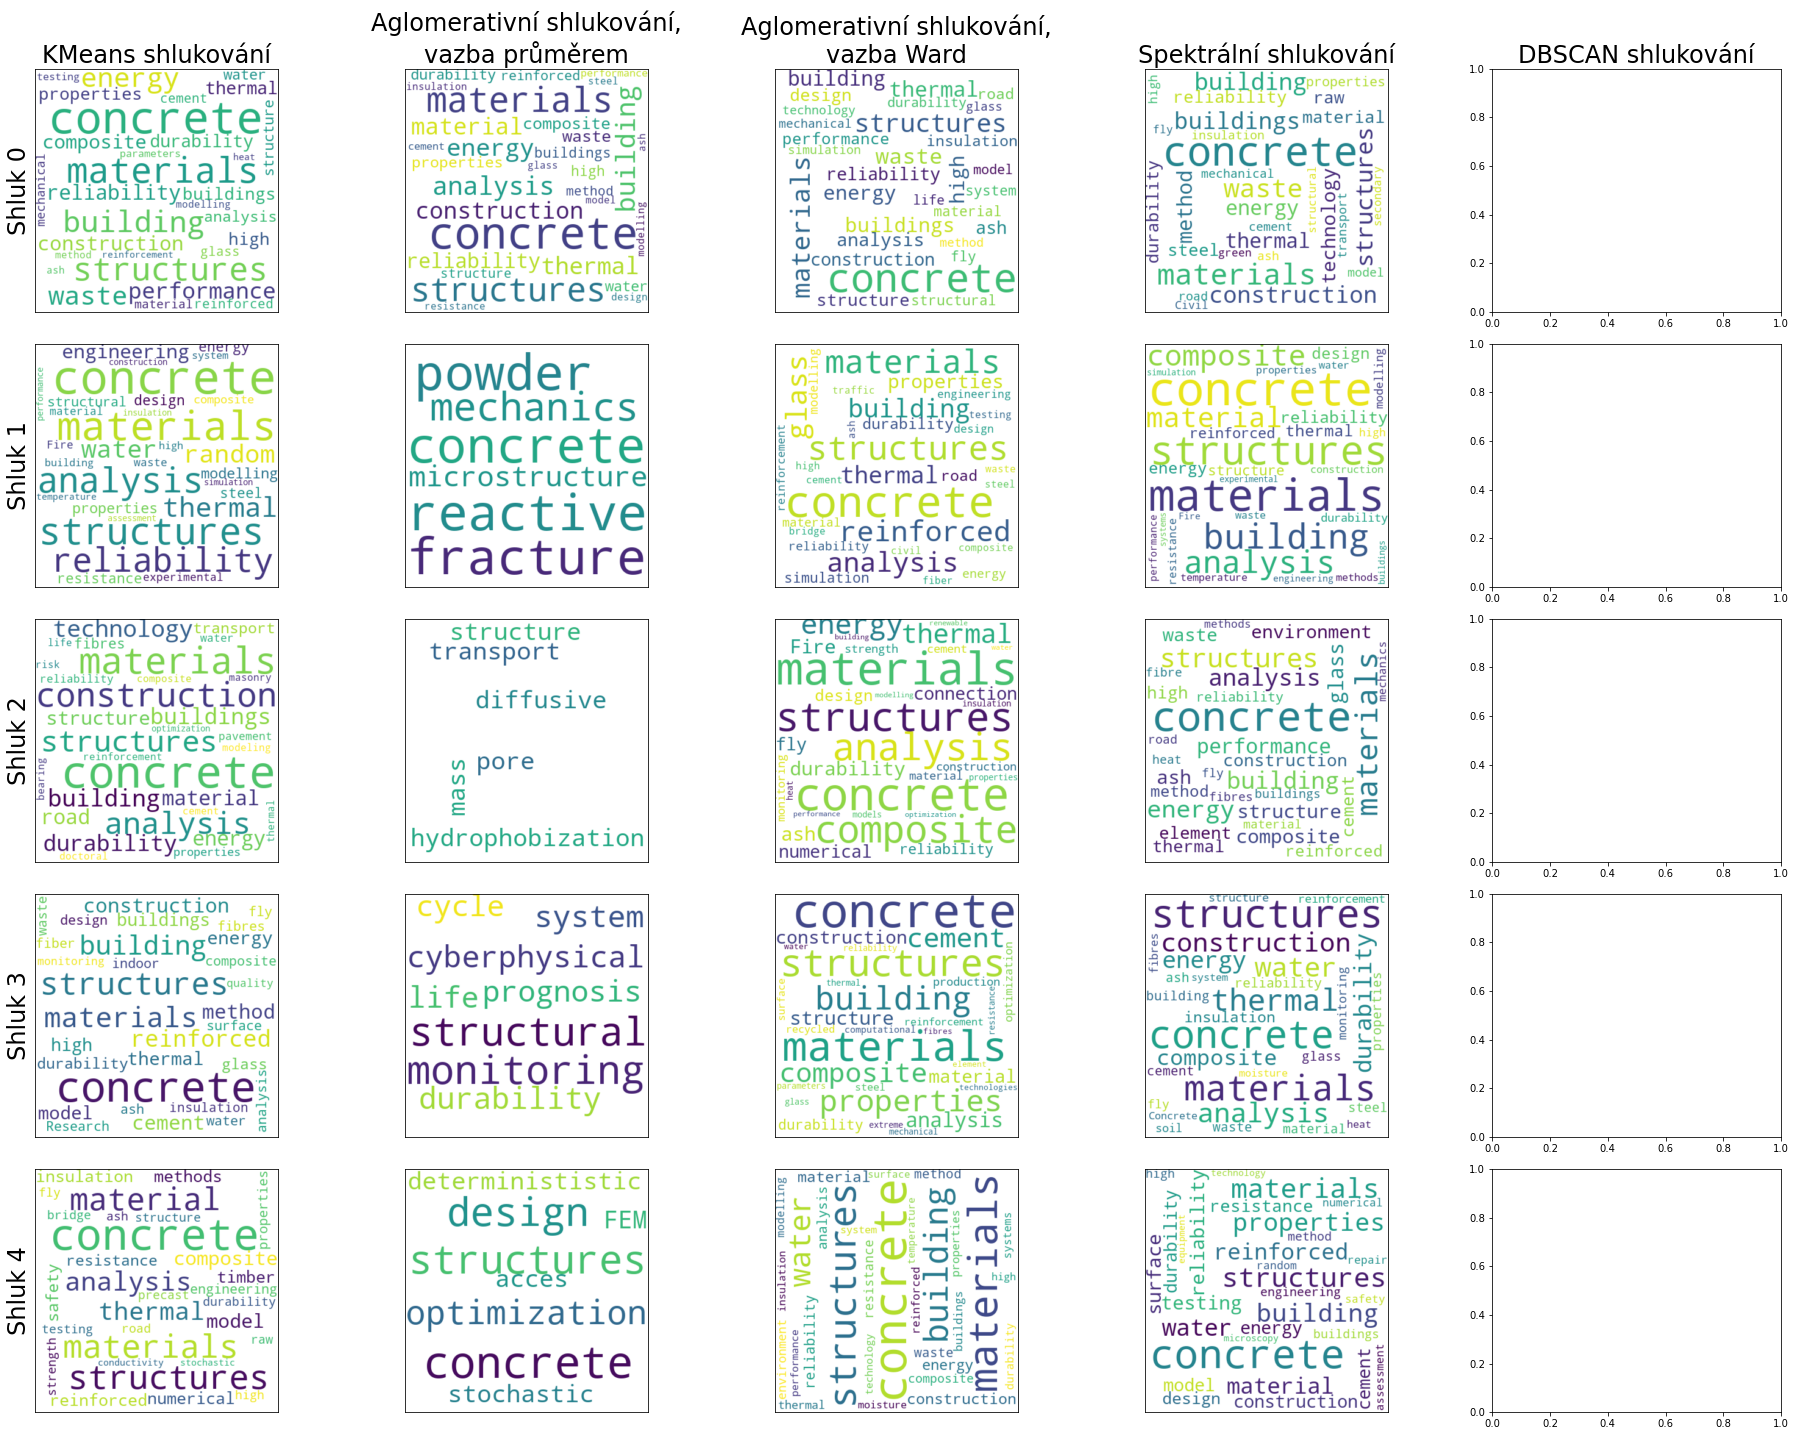 KMeans shlukování
Aglomerativní shlukování,
vazba průměrem
Aglomerativní shlukování,
vazba Ward
Spektrální shlukování
DBSCAN shlukování
Shluk 0
testing energy water
properties cement thermal
concrete structure
composite durability
parameters heat
mechanical materials
reliability buildings
modelling
building analysis
construction high
method reinforcement glass
ash structures
waste performance
material reinforced
durability reinforced performance
insulation steel
materials building
material composite
waste ash
cement energy buildings
properties glass high
analysis method
model
construction
concrete modelling
reliability thermal
structure water
structures design
resistance
building thermal
design durability road
technology glass
mechanical structures
performance insulation
simulation waste
materials reliability high model
energy life system
material
buildings ash
analysis method
construction fly
concrete
structure structural
high building properties
reliability raw
fly buildings material
insulation
concrete structures
durability mechanical
method waste structural technology transport secondary
energy
cement
thermal
steel green ash
materials model
road construction
Civil
1.0
0.8
0.6
0.4
0.2
0.0
0.0 0.2 0.4 0.6 0.8 1.0
Shluk 1
engineering energy
construction system
performance concrete
structural design composite
material insulation
materials
Fire water high random
building waste modelling
analysis simulation
temperature steel
properties thermal
assessment
structures
reliability
resistance experimental
powder
mechanics
concrete
microstructure
reactive
fracture
glass modelling materials
properties
traffic engineering
building testing
ash durability design
reinforcement structures
high thermal road waste
cement steel
concrete
material reinforced
bridge
reliability civil composite
analysis
simulation fiber energy
composite design modelling
simulation properties water
concrete
material reliability
reinforced thermal high
structures
energy structure construction
experimental
materials
performance systems Fire resistance waste durability
building
analysis buildings
temperature engineering methods
1.0
0.8
0.6
0.4
0.2
0.0
0.0 0.2 0.4 0.6 0.8 1.0
Shluk 2
technology transport
life fibres water
risk materials
reliability composite masonry
construction
structure buildings
optimization
structures pavement
modeling
reinforcement
bearing concrete
building material
road cement thermal
analysis
durability energy
doctoral properties
structure
transport
diffusive
pore
mass
hydrophobization
energy renewable
building thermal
Fire strength cement water
materials
design modelling connection
insulation
structures
fly analysis
monitoring durability construction
heat material properties
concrete
performance models optimization
ash composite
numerical reliability
methods environment
waste
structures glass materials mechanics
fibre analysis
high reliability
concrete
road performance
heat construction
ash fly building cement
method fibres buildings
energy structure
material
element composite
thermal reinforced
1.0
0.8
0.6
0.4
0.2
0.0
0.0 0.2 0.4 0.6 0.8 1.0
Shluk 3
waste construction
design buildings fly
fibres
fiber building energy
monitoring indoor composite
structures quality
materials method
surface
high reinforced
durability thermal
glass analysis
concrete
model ash insulation
Research cement water
cycle system
cyberphysical
life prognosis
structural
monitoring
durability
concrete
construction cement
water reliability optimization
structures
surface thermal production
building resistance
structure reinforcement
recycled computational fibres
materials
element
composite material
parameters steel technologies
glass properties
durability analysis
extreme
mechanical
structure reinforcement
structures
fibres construction
energy water durability
ash system reliability monitoring properties
building thermal
insulation
concrete
composite glass
cement moisture
materials
fly
Concrete analysis steel
soil waste material heat
1.0
0.8
0.6
0.4
0.2
0.0
0.0 0.2 0.4 0.6 0.8 1.0
Shluk 4
insulation methods
fly material properties
bridge ash structure
concrete
resistance composite
safety analysis timber
precast engineering
thermal durability
testing road model
strength materials raw
conductivity stochastic
structures
reinforced numerical high
determinististic
design FEM
structures
acces
optimization
concrete
stochastic
modelling material surface method
water analysis structures concrete building materials
system temperature properties systems
insulation resistance reinforced high
environment performance reliability technology buildings durability
waste
energy
composite
thermal moisture construction
high technology
materials
durability equipment reliability resistance numerical
properties
method
surface reinforced repair
random
structures
engineering
testing safety
building
water energy buildings
microscopy
concrete cement assessment
model material
design construction
1.0
0.8
0.6
0.4
0.2
0.0
0.0 0.2 0.4 0.6 0.8 1.0